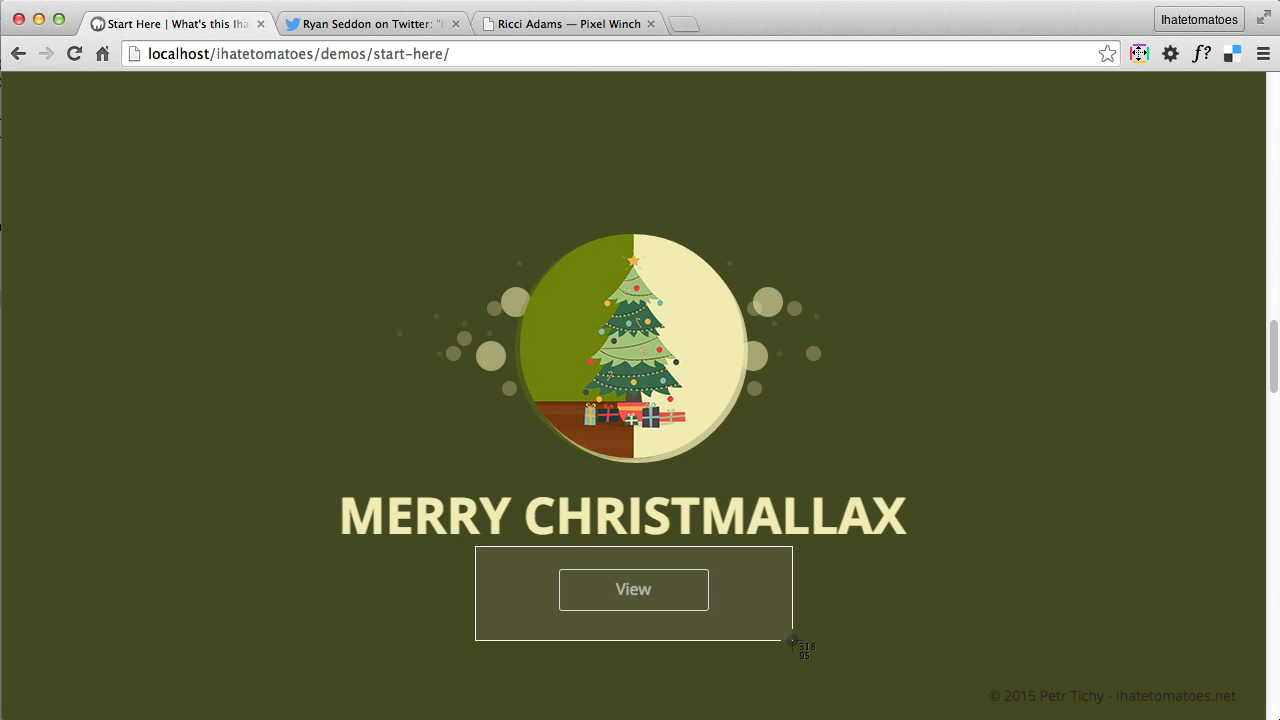 Start Here | What's this Iha
Ryan Seddon on Twitter: "I
Ricci Adams — Pixel Winch
Ihatetomatoes
localhost/ihatetomatoes/demos/start-here/
f?
MERRY CHRISTMALLAX
View
318
95
© 2015 Petr Tichy - Ihatetomatoes.net